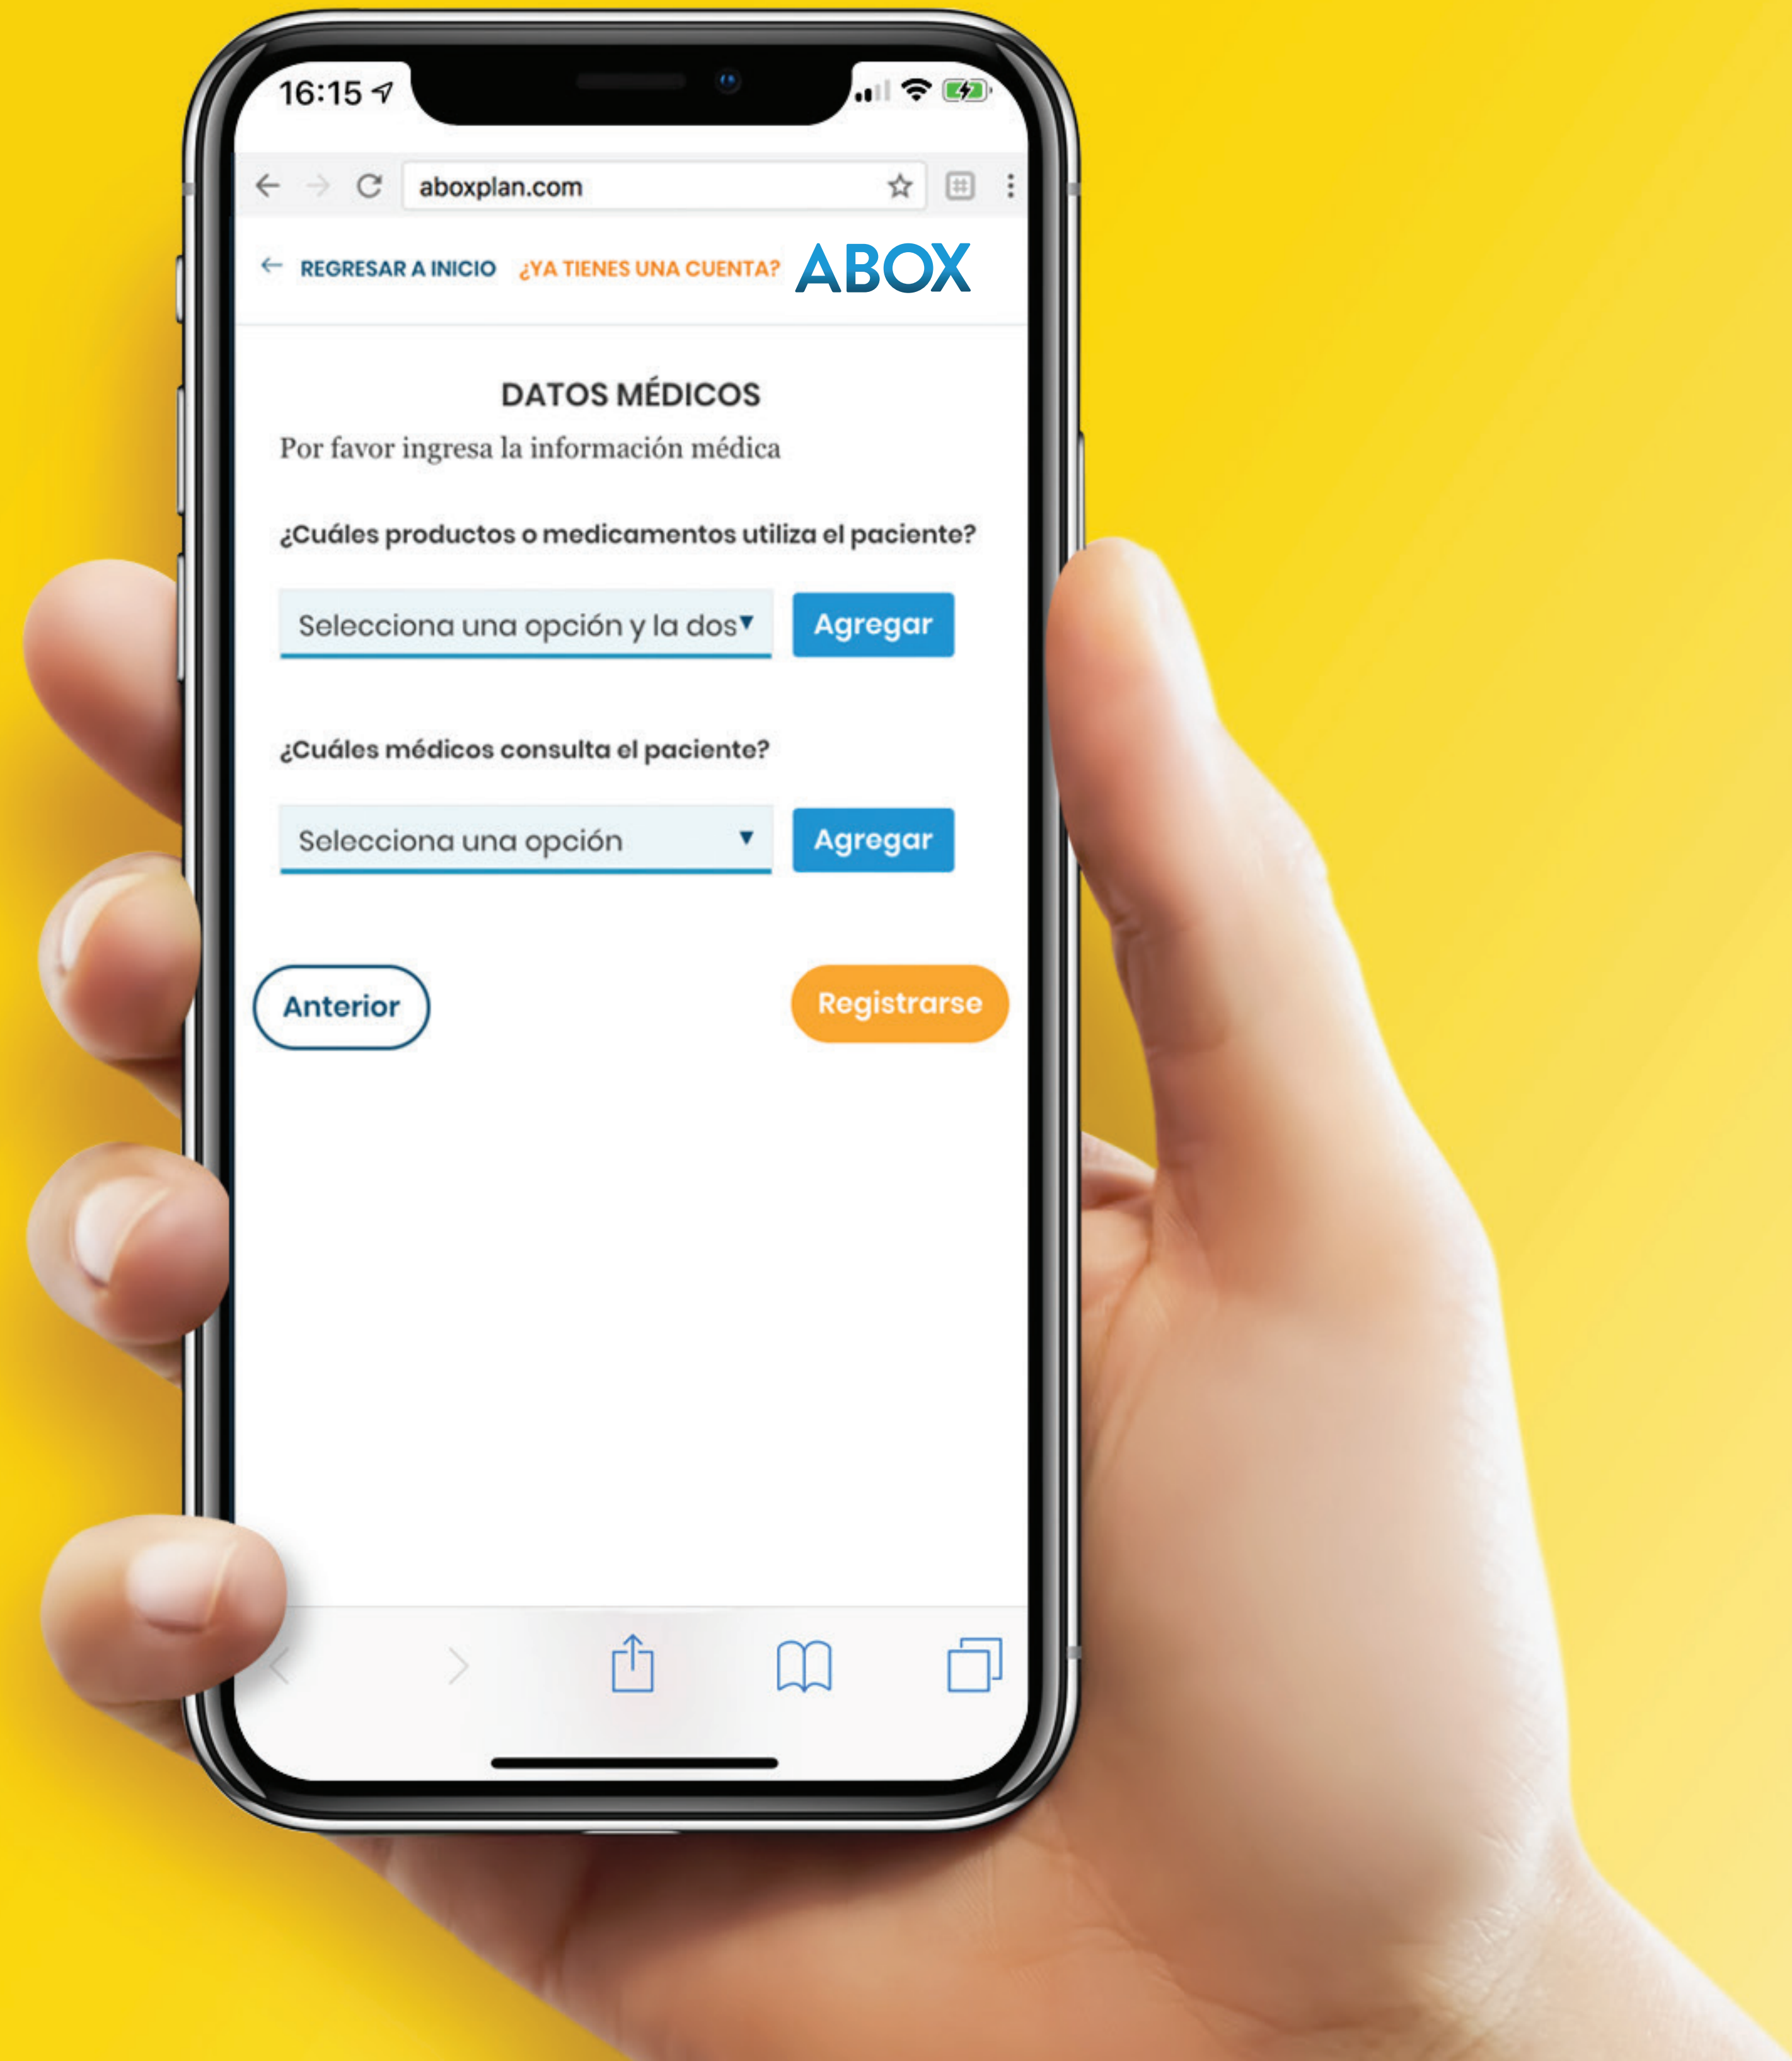 16:15
aboxplan.com
REGRESAR A INICIO ¿YA TIENES UNA CUENTA? ABOX
DATOS MÉDICOS
Por favor ingresa la información médica
¿Cuáles productos o medicamentos utiliza el paciente?
Selecciona una opción y la dos Agregar
¿Cuáles médicos consulta el paciente?
Selecciona una opción Agregar
Anterior Registrarse